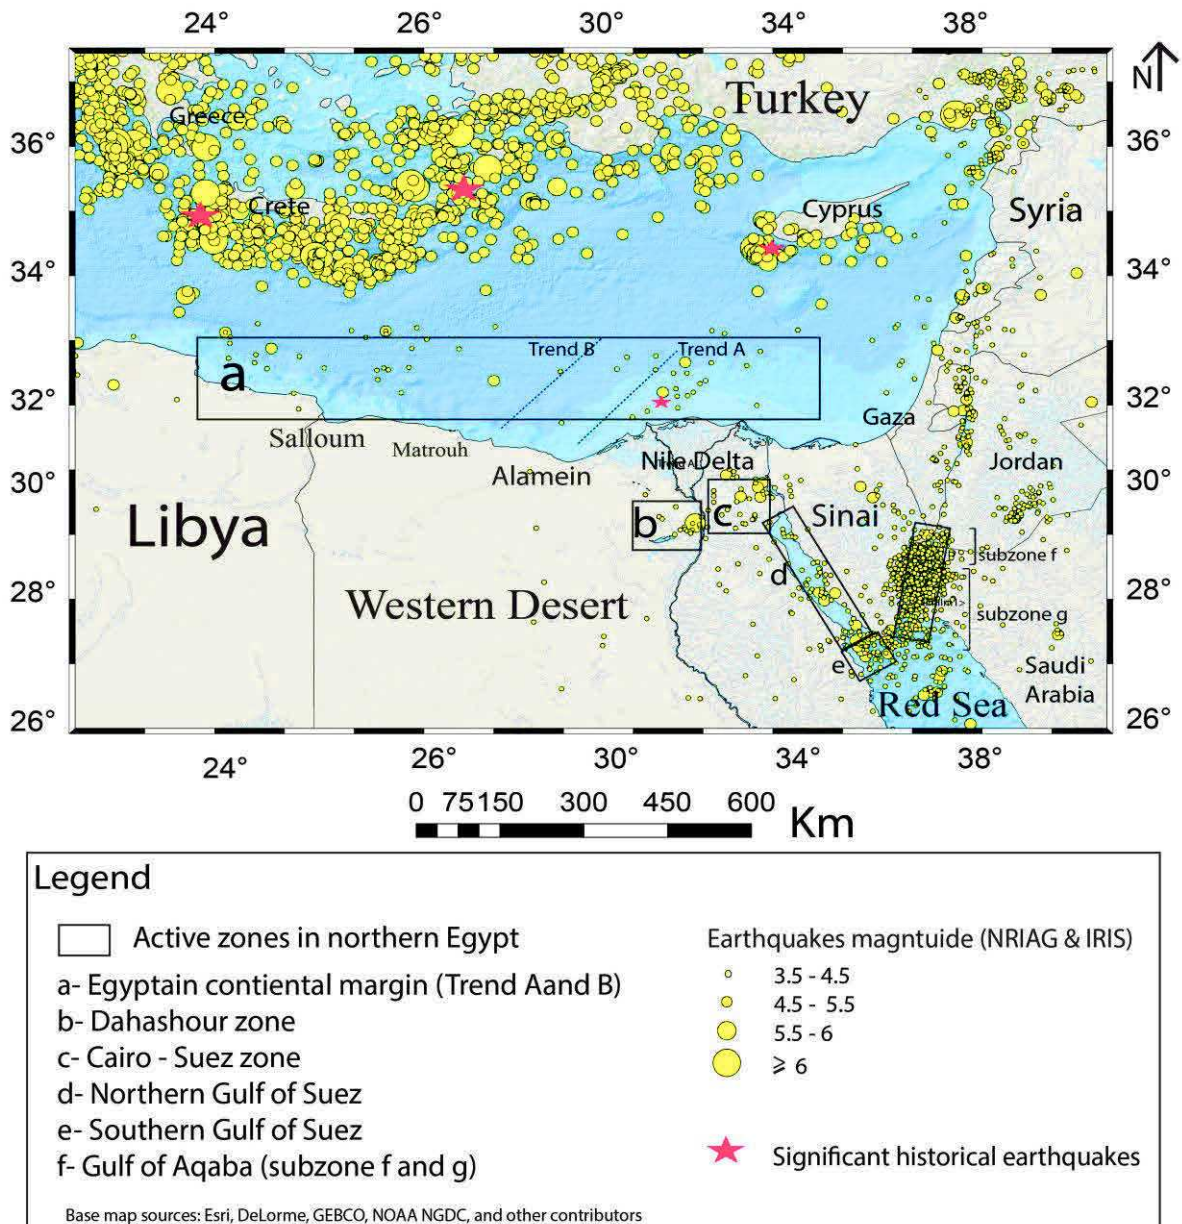 24° 26° 30° 34° 38°
N
Turkey
Greece
36° 36°
Crete
Cyprus
Syria
34° 34°
Trend B Trend A
a
32° 32°
Gaza
Salloum
Matrouh
Nile Delta
Jordan
30° 30°
Alamein
Libya
b c Sinai
subzone f
d
28° 28°
Western Desert
subzone g
e
Saudi
Arabia
Red Sea
26° 26°
24° 26° 30° 34° 38°
0 75 150 300 450 600
Km
Legend
Active zones in northern Egypt
a- Egyptain contiental margin (Trend Aand B)
b- Dahashour zone
c- Cairo - Suez zone
d- Northern Gulf of Suez
e- Southern Gulf of Suez
f- Gulf of Aqaba (subzone f and g)
Earthquakes magntuide (NRIAG & IRIS)
3.5 - 4.5
4.5 - 5.5
5.5 - 6
⩾ 6
Significant historical earthquakes
Base map sources: Esri, DeLorme, GEBCO, NOAA NGDC, and other contributors